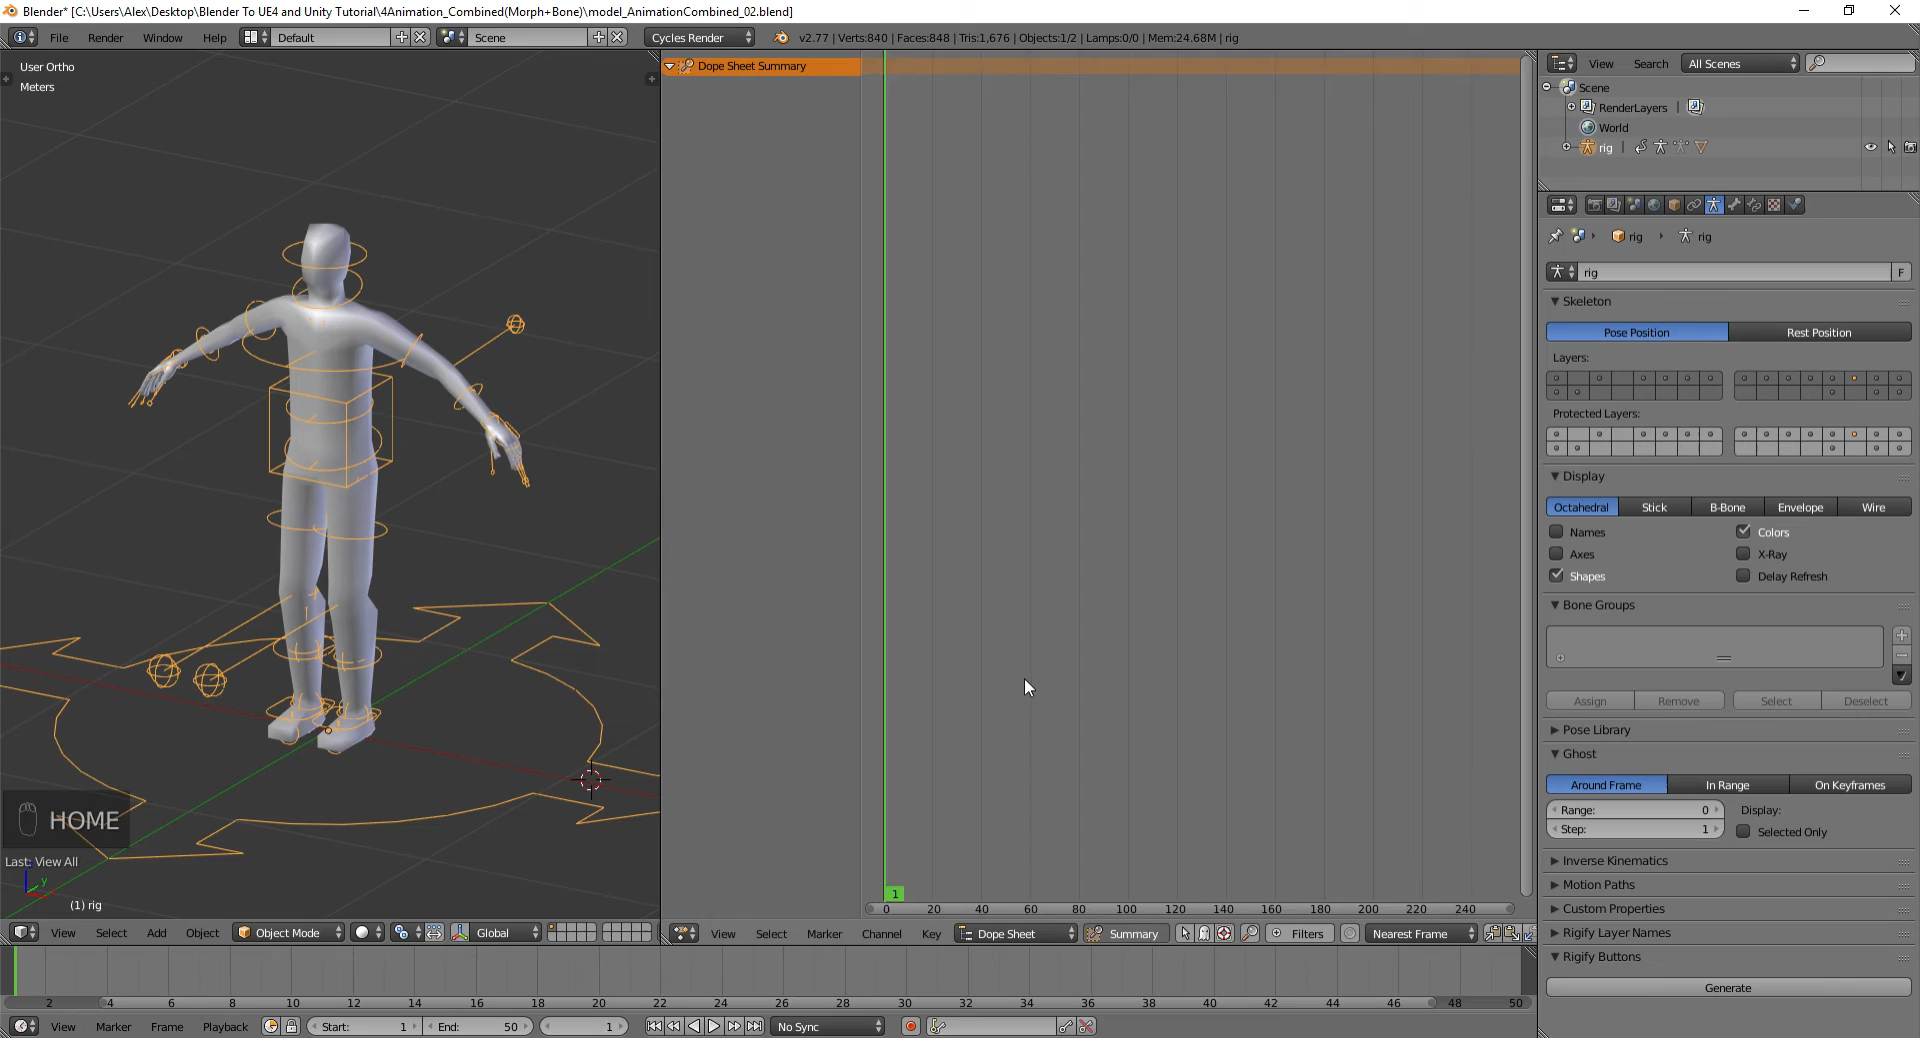 Blender* [C:\Users\Alex\Desktop\Blender To UE4 and Unity Tutorial\4Animation_Combined(Morph+Bone)\model_AnimationCombined_02.blend]
File Render Window Help Default Scene Cycles Render v2.77 | Verts:840 | Faces:848 | Tris:1,676 | Objects:1/2 | Lamps:0/0 | Mem:24.68M | rig
User Ortho
Meters
HOME
Last: View All
(1) rig
View Select Add Object Object Mode Global
Dope Sheet Summary
1
0 20 40 60 80 100 120 140 160 180 200 220 240
View Select Marker Channel Key Dope Sheet Summary Filters Nearest Frame
View Search All Scenes
Scene
RenderLayers |
World
rig |
rig rig
rig F
Skeleton
Pose Position Rest Position
Layers:
Protected Layers:
Display
Octahedral Stick B-Bone Envelope Wire
Names Colors
Axes X-Ray
Shapes Delay Refresh
Bone Groups
Assign Remove Select Deselect
Pose Library
Ghost
Around Frame In Range On Keyframes
Range: 0 Display:
Step: 1 Selected Only
Inverse Kinematics
Motion Paths
Custom Properties
Rigify Layer Names
Rigify Buttons
Generate
2 4 6 8 10 12 14 16 18 20 22 24 26 28 30 32 34 36 38 40 42 44 46 48 50
View Marker Frame Playback Start: 1 End: 50 1 No Sync